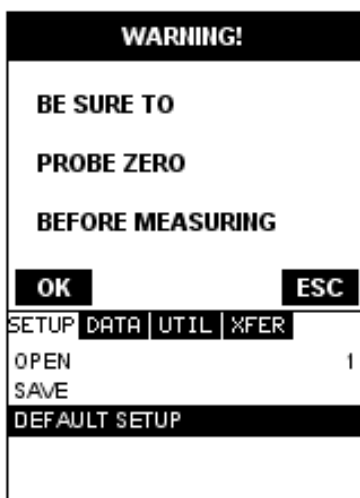 WARNING!
BE SURE TO
PROBE ZERO
BEFORE MEASURING
OK ESC
SETUP DATA UTIL XFER
OPEN 1
SAVE
DEFAULT SETUP